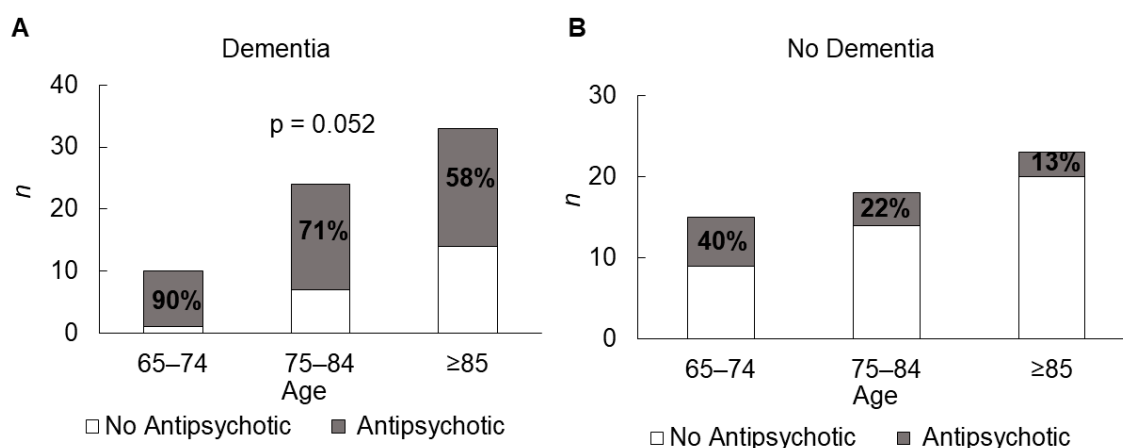 A
Dementia
40
30
20
10
0
n
p = 0.052
90%
71%
58%
65–74
75–84
≥85
Age
No Antipsychotic
Antipsychotic
B
No Dementia
30
20
10
0
n
40%
22%
13%
65–74
75–84
≥85
Age
No Antipsychotic
Antipsychotic